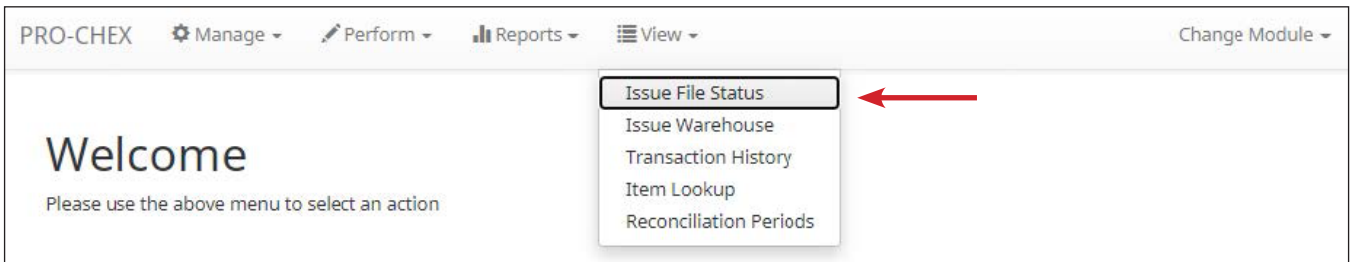 PRO-CHEX Manage Perform Reports View Change Module
Issue File Status
Issue Warehouse
Transaction History
Item Lookup
Reconciliation Periods
Welcome
Please use the above menu to select an action